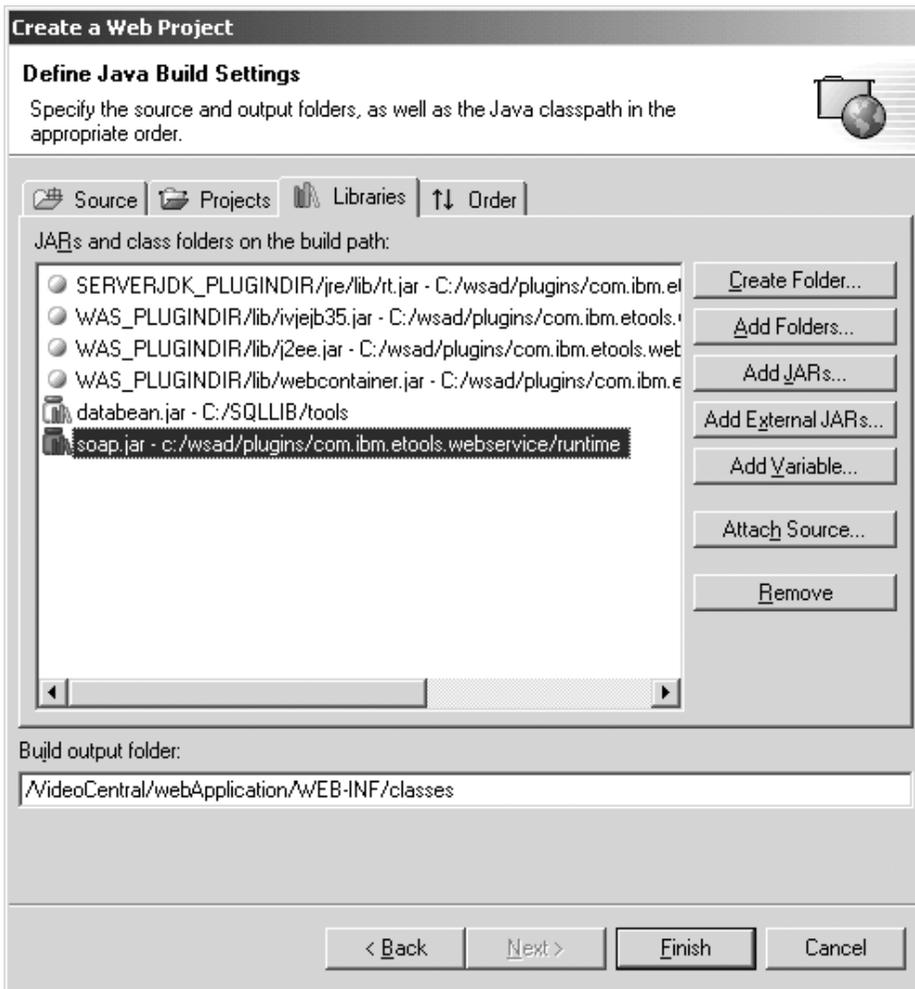 Create a Web Project
Define Java Build Settings
Specify the source and output folders, as well as the Java classpath in the
appropriate order.
Source Projects Libraries Order
JARs and class folders on the build path:
SERVERJDK_PLUGINDIR/jre/lib/rt.jar - C:/wsad/plugins/com.ibm.et
WAS_PLUGINDIR/lib/ivjejb35.jar - C:/wsad/plugins/com.ibm.etools.
WAS_PLUGINDIR/lib/j2ee.jar - C:/wsad/plugins/com.ibm.etools.web
WAS_PLUGINDIR/lib/webcontainer.jar - C:/wsad/plugins/com.ibm.e
databean.jar - C:/SQLLIB/tools
soap.jar - c:/wsad/plugins/com.ibm.etools.webservice/runtime
Create Folder...
Add Folders...
Add JARs...
Add External JARs...
Add Variable...
Attach Source...
Remove
Build output folder:
/VideoCentral/webApplication/WEB-INF/classes
< Back Next > Finish Cancel